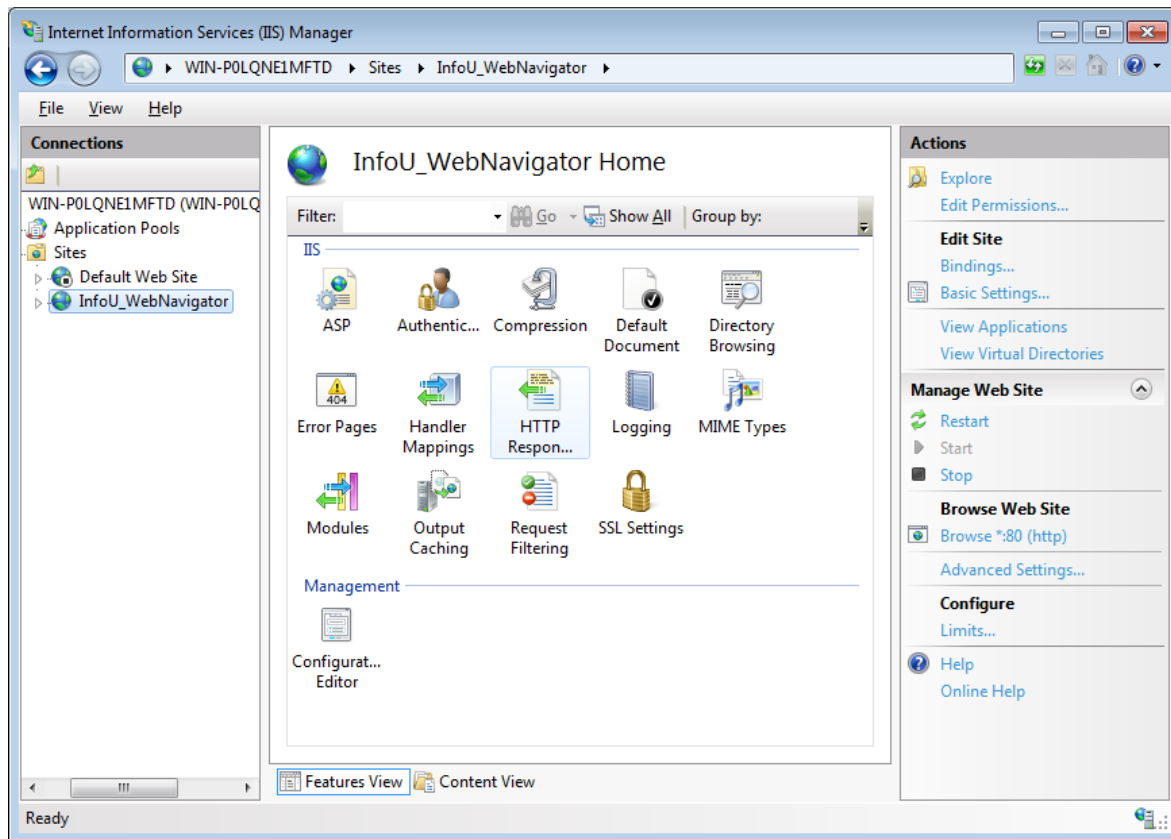 Internet Information Services (IIS) Manager
WIN-P0LQNE1MFTD Sites InfoU_WebNavigator
File View Help
Connections
WIN-P0LQNE1MFTD (WIN-P0LQ
Application Pools
Sites
Default Web Site
InfoU_WebNavigator
InfoU_WebNavigator Home
Filter: Go Show All Group by:
IIS
ASP
Authentic...
Compression
Default
Document
Directory
Browsing
Error Pages
404
Handler
Mappings
HTTP
Respon...
Logging
MIME Types
Modules
Output
Caching
Request
Filtering
SSL Settings
Management
Configurat...
Editor
Features View
Content View
Actions
Explore
Edit Permissions...
Edit Site
Bindings...
Basic Settings...
View Applications
View Virtual Directories
Manage Web Site
Restart
Start
Stop
Browse Web Site
Browse *:80 (http)
Advanced Settings...
Configure
Limits...
Help
Online Help
Ready